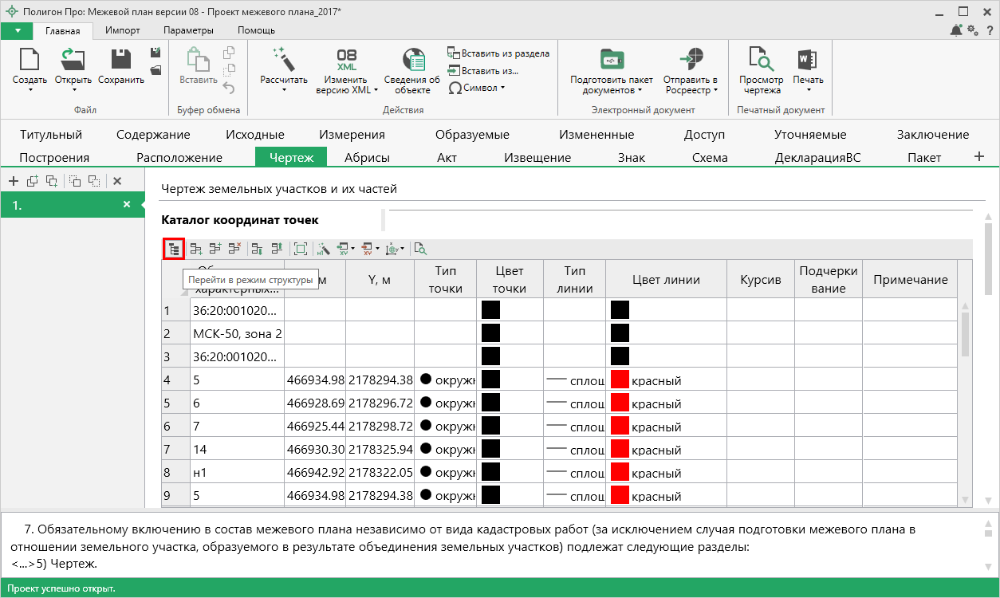 Полигон Про: Межевой план версии 08 - Проект межевого плана_2017*
Главная Импорт Параметры Помощь
Создать Открыть Сохранить
Файл
Вставить
Буфер обмена
Рассчитать
08 XML
Изменить версию XML
Сведения об объекте
Вставить из раздела
Вставить из...
Символ
Действия
Подготовить пакет документов
Отправить в Росреестр
Электронный документ
Просмотр чертежа
Печать
Печатный документ
Титульный Содержание Исходные Измерения Образуемые Измененные Доступ Уточняемые Заключение
Построения Расположение Чертеж Абрисы Акт Извещение Знак Схема ДекларацияВС Пакет
1.
Чертеж земельных участков и их частей
Каталог координат точек
Перейти в режим структуры
характерных... м Y, м Тип точки Цвет точки Тип линии Цвет линии Курсив Подчерки вание Примечание
1 36:20:001020...
2 МСК-50, зона 2
3 36:20:001020...
4 5 466934.98 2178294.38 окружн сплош красный
5 6 466928.69 2178296.72 окружн сплош красный
6 7 466925.44 2178298.72 окружн сплош красный
7 14 466930.30 2178325.94 окружн сплош красный
8 н1 466942.92 2178322.05 окружн сплош красный
9 5 466934.98 2178294.38 окружн сплош красный
7. Обязательному включению в состав межевого плана независимо от вида кадастровых работ (за исключением случая подготовки межевого плана в
отношении земельного участка, образуемого в результате объединения земельных участков) подлежат следующие разделы:
<...>5) Чертеж.
Проект успешно открыт.